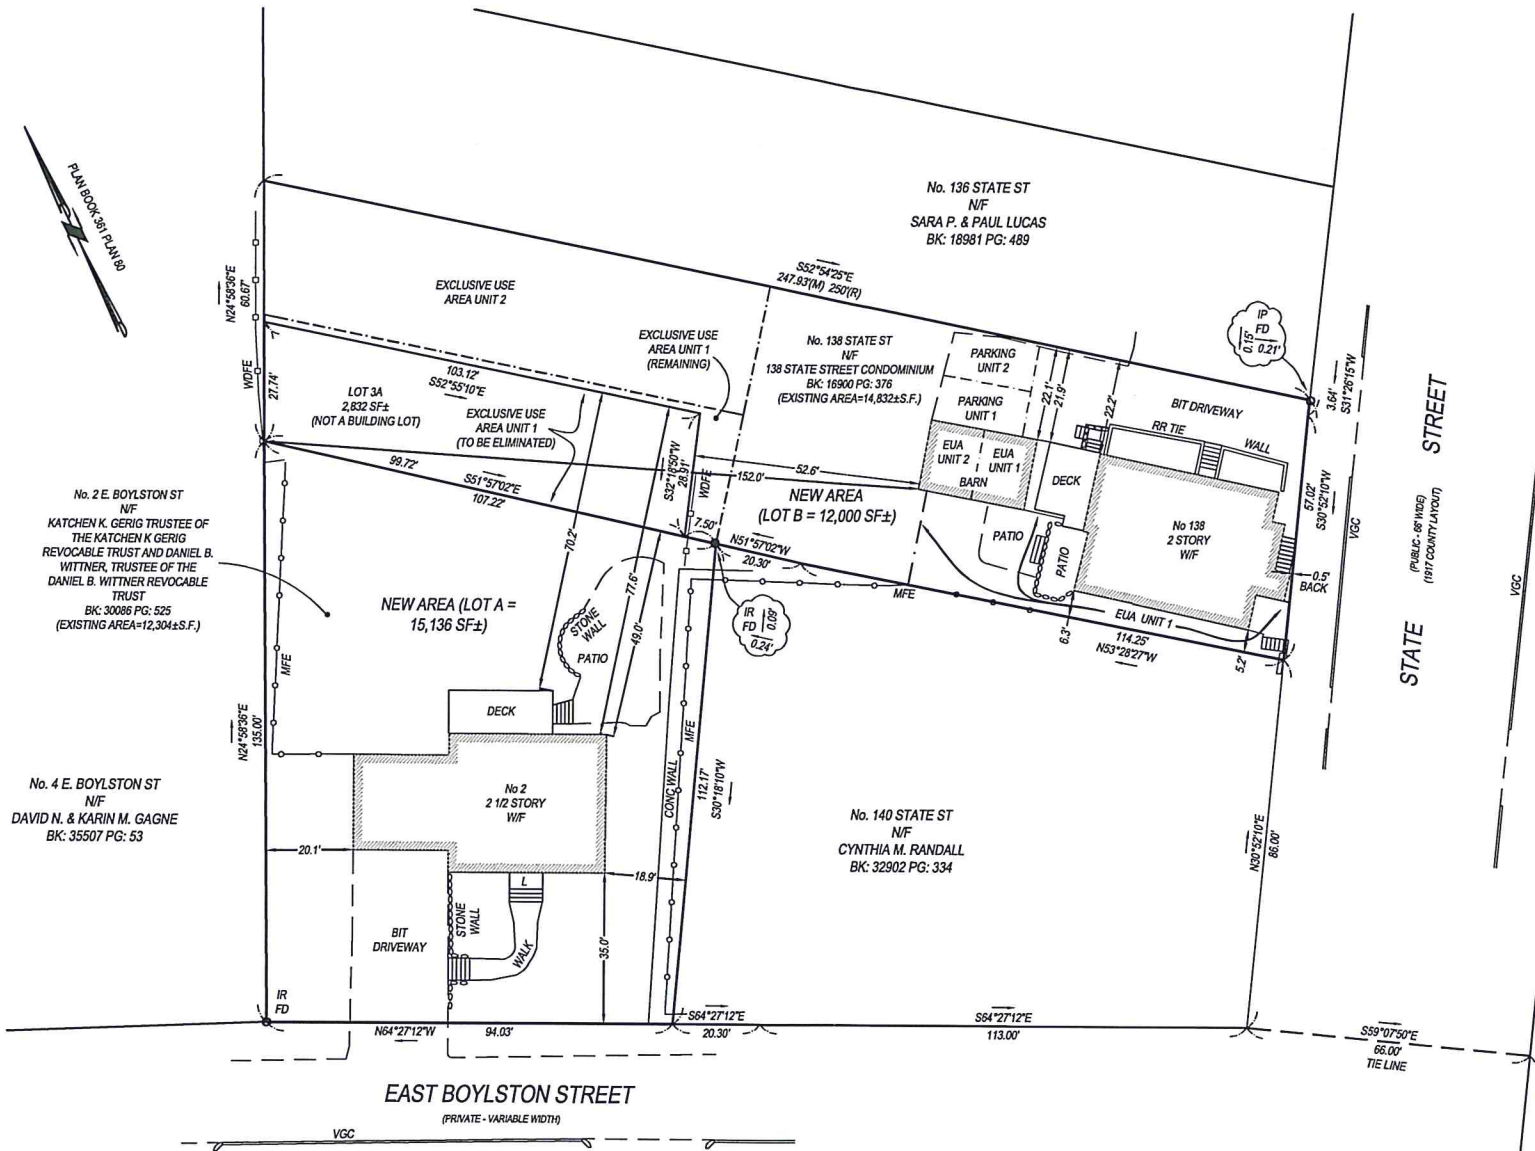 PLAN BOOK 361 PLAN 80
No. 136 STATE ST
N/F
SARA P. & PAUL LUCAS
BK: 18981 PG: 489
S52°54'25"E
247.93'(M) 250'(R)
EXCLUSIVE USE
AREA UNIT 2
N24°58'36"E
60.67'
WDFE
27.74'
EXCLUSIVE USE
AREA UNIT 1
(REMAINING)
No. 138 STATE ST
N/F
138 STATE STREET CONDOMINIUM
BK: 16900 PG: 376
(EXISTING AREA=14,832±S.F.)
PARKING
UNIT 2
PARKING
UNIT 1
22.1'
21.9'
22.2'
BIT DRIVEWAY
RR TIE
WALL
IP
FD
0.15'
0.21'
3.64'
S31°26'15"W
103.12'
S52°55'10"E
LOT 3A
2,832 SF±
(NOT A BUILDING LOT)
EXCLUSIVE USE
AREA UNIT 1
(TO BE ELIMINATED)
S32°18'50"W
28.91'
WDFE
52.6'
152.0'
99.72'
S51°57'02"E
107.22'
7.50'
NEW AREA
(LOT B = 12,000 SF±)
N51°57'02"W
20.30'
EUA
UNIT 2
EUA
UNIT 1
BARN
DECK
PATIO
PATIO
No 138
2 STORY
W/F
57.02'
S30°52'10"W
VGC
0.5'
BACK
(PUBLIC - 66' WIDE)
(1917 COUNTY LAYOUT)
STATE STREET
VGC
MFE
EUA UNIT 1
6.3'
114.25'
N53°28'27"W
5.2'
IR
FD
0.09'
0.24'
No. 2 E. BOYLSTON ST
N/F
KATCHEN K. GERIG TRUSTEE OF
THE KATCHEN K GERIG
REVOCABLE TRUST AND DANIEL B.
WITTNER, TRUSTEE OF THE
DANIEL B. WITTNER REVOCABLE
TRUST
BK: 30086 PG: 525
(EXISTING AREA=12,304±S.F.)
NEW AREA (LOT A =
15,136 SF±)
70.2'
77.6'
49.0'
STONE
WALL
PATIO
DECK
MFE
N24°58'36"E
135.00'
MFE
CONC WALL
112.17'
S30°18'10"W
No. 4 E. BOYLSTON ST
N/F
DAVID N. & KARIN M. GAGNE
BK: 35507 PG: 53
No 2
2 1/2 STORY
W/F
20.1'
18.9'
L
STONE
WALL
WALK
BIT
DRIVEWAY
35.0'
No. 140 STATE ST
N/F
CYNTHIA M. RANDALL
BK: 32902 PG: 334
N30°52'10"E
86.00'
IR
FD
N64°27'12"W
94.03'
S64°27'12"E
20.30'
S64°27'12"E
113.00'
S59°07'50"E
66.00'
TIE LINE
EAST BOYLSTON STREET
(PRIVATE - VARIABLE WIDTH)
VGC